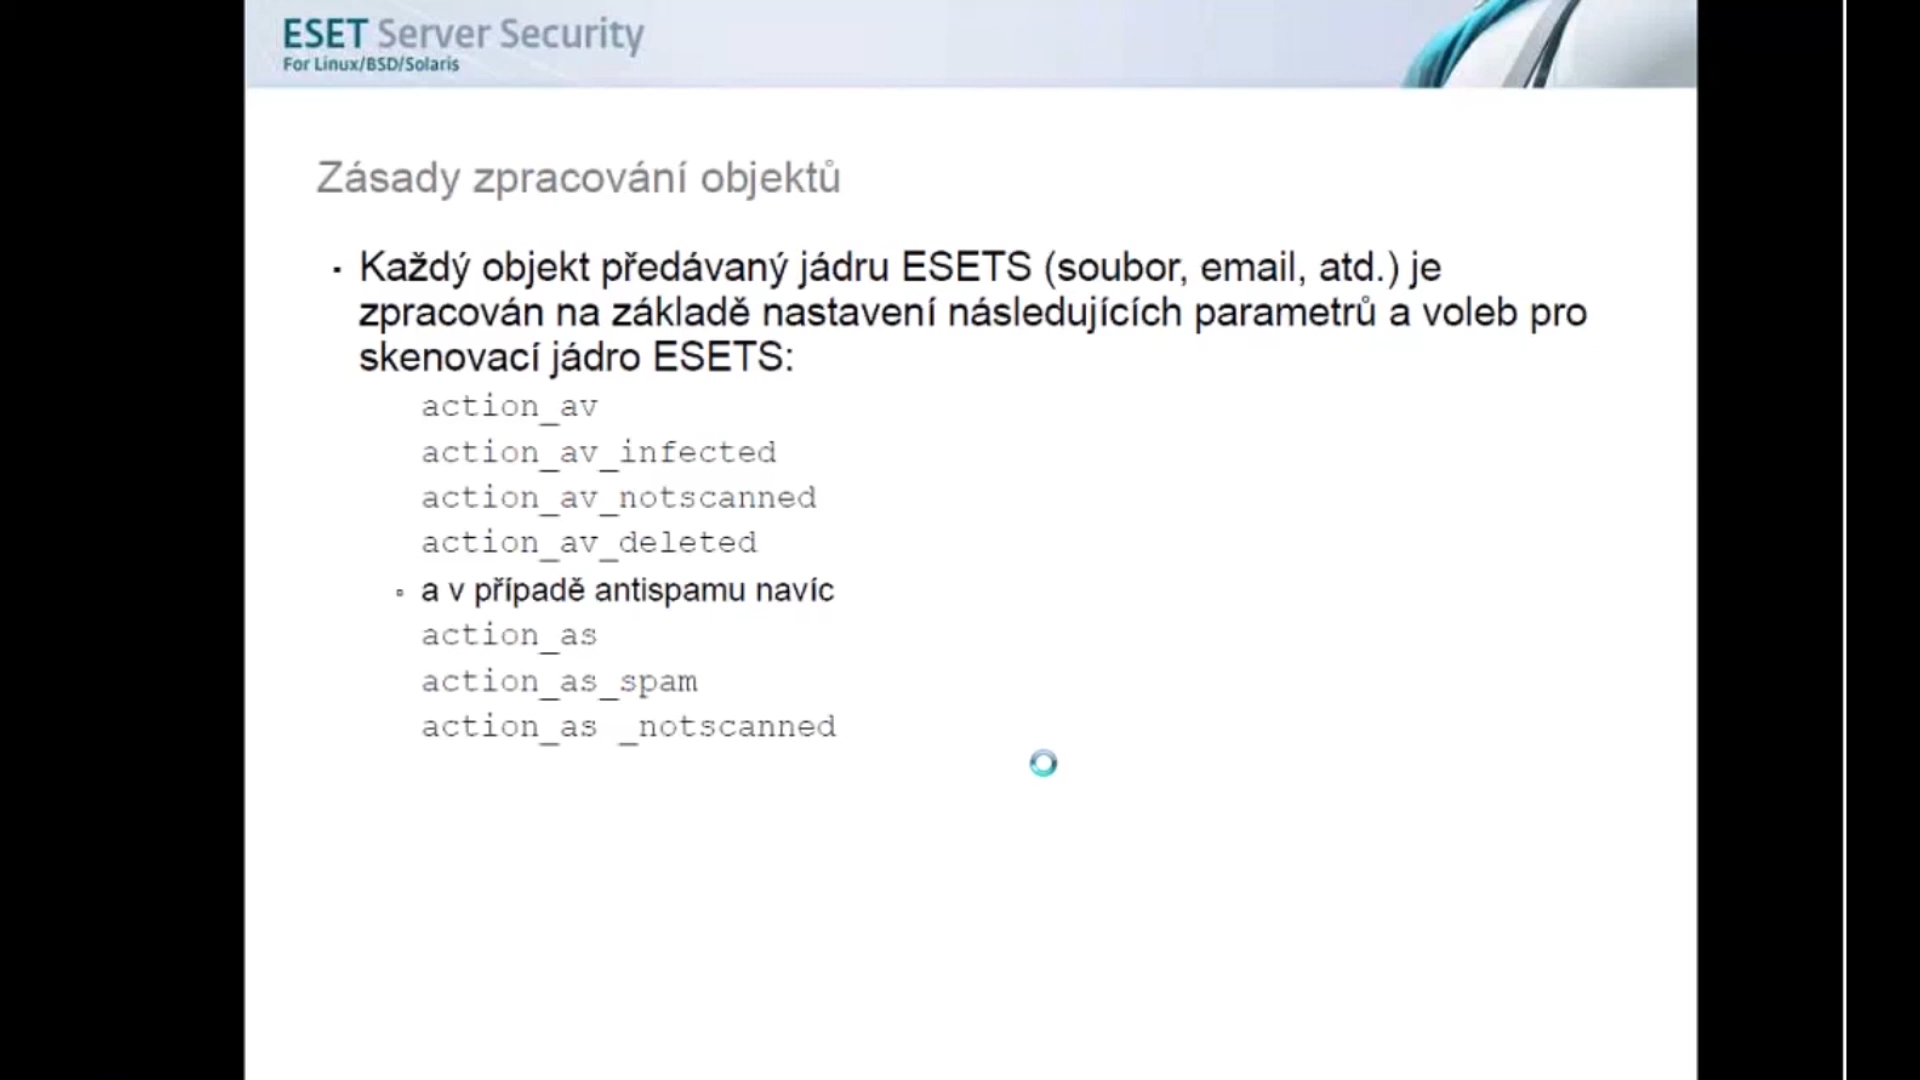 ESET Server Security
For Linux/BSD/Solaris
Zásady zpracování objektů
Každý objekt předávaný jádru ESETS (soubor, email, atd.) je
zpracován na základě nastavení následujících parametrů a voleb pro
skenovací jádro ESETS:
action_av
action_av_infected
action_av_notscanned
action_av_deleted
a v případě antispamu navíc
action_as
action_as_spam
action_as _notscanned